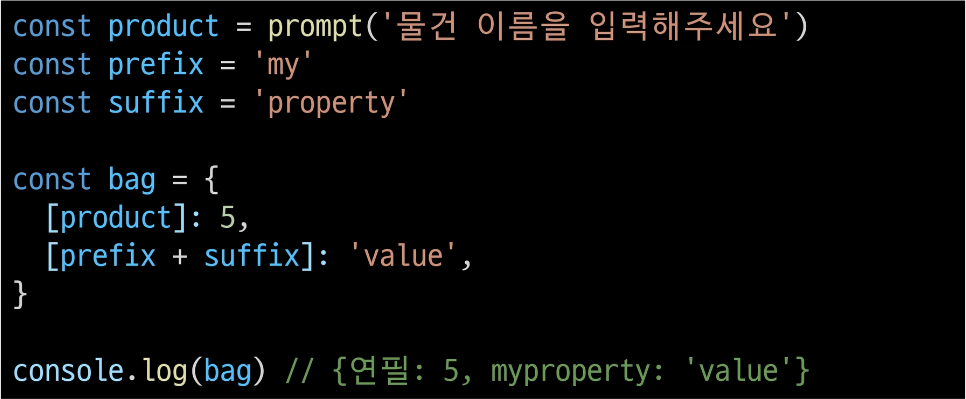 const product = prompt('물건 이름을 입력해주세요')
const prefix = 'my'
const suffix = 'property'
const bag = {
  [product]: 5,
  [prefix + suffix]: 'value',
}
console.log(bag) // {연필: 5, myproperty: 'value'}